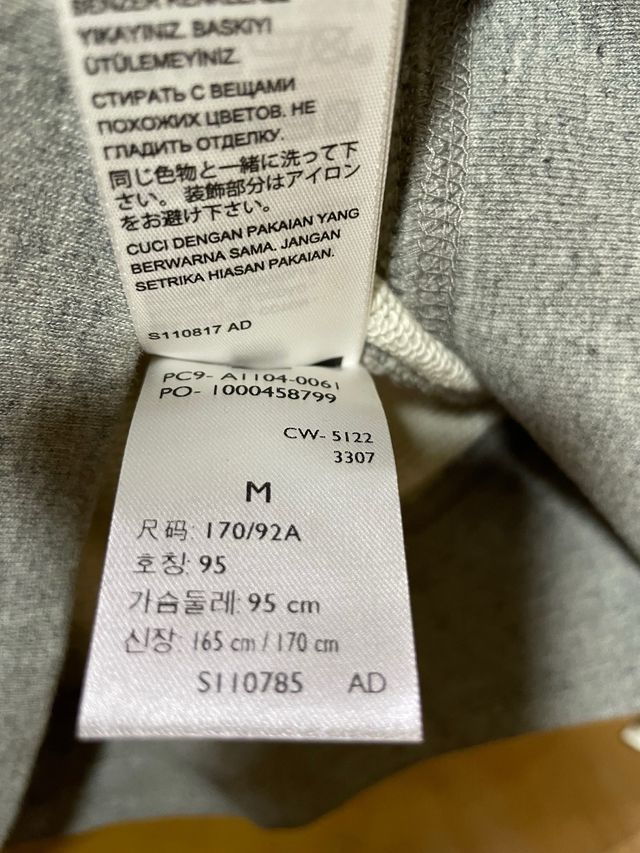 BENZER RENKLERLE
YIKAYINIZ. BASKIYI
ÜTÜLEMEYİNİZ.
СТИРАТЬ С ВЕЩАМИ
ПОХОЖИХ ЦВЕТОВ. НЕ
ГЛАДИТЬ ОТДЕЛКУ.
同じ色物と一緒に洗って下
さい。装飾部分はアイロン
をお避け下さい。
CUCI DENGAN PAKAIAN YANG
BERWARNA SAMA. JANGAN
SETRIKA HIASAN PAKAIAN.
S110817 AD
PC9- A1104-0061
PO- 1000458799
CW- 5122
3307
M
尺码: 170/92A
호칭: 95
가슴둘레: 95 cm
신장: 165 cm / 170 cm
S110785 AD